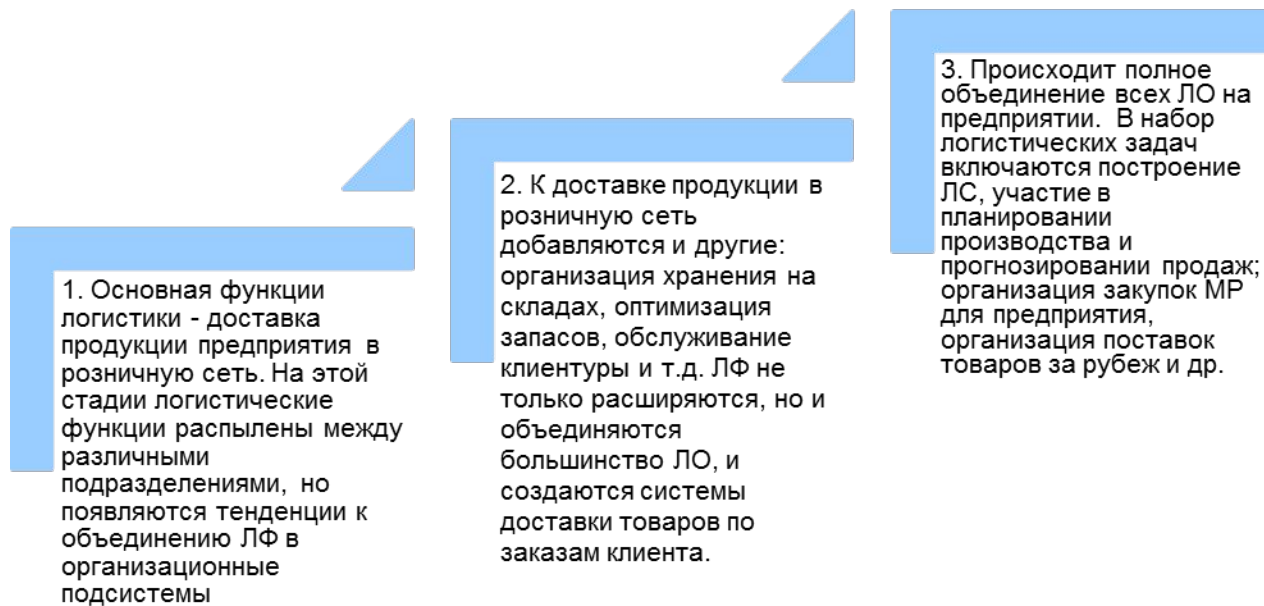 1. Основная функции
логистики - доставка
продукции предприятия в
розничную сеть. На этой
стадии логистические
функции распылены между
различными
подразделениями, но
появляются тенденции к
объединению ЛФ в
организационные
подсистемы
2. К доставке продукции в
розничную сеть
добавляются и другие:
организация хранения на
складах, оптимизация
запасов, обслуживание
клиентуры и т.д. ЛФ не
только расширяются, но и
объединяются
большинство ЛО, и
создаются системы
доставки товаров по
заказам клиента.
3. Происходит полное
объединение всех ЛО на
предприятии. В набор
логистических задач
включаются построение
ЛС, участие в
планировании
производства и
прогнозировании продаж;
организация закупок МР
для предприятия,
организация поставок
товаров за рубеж и др.